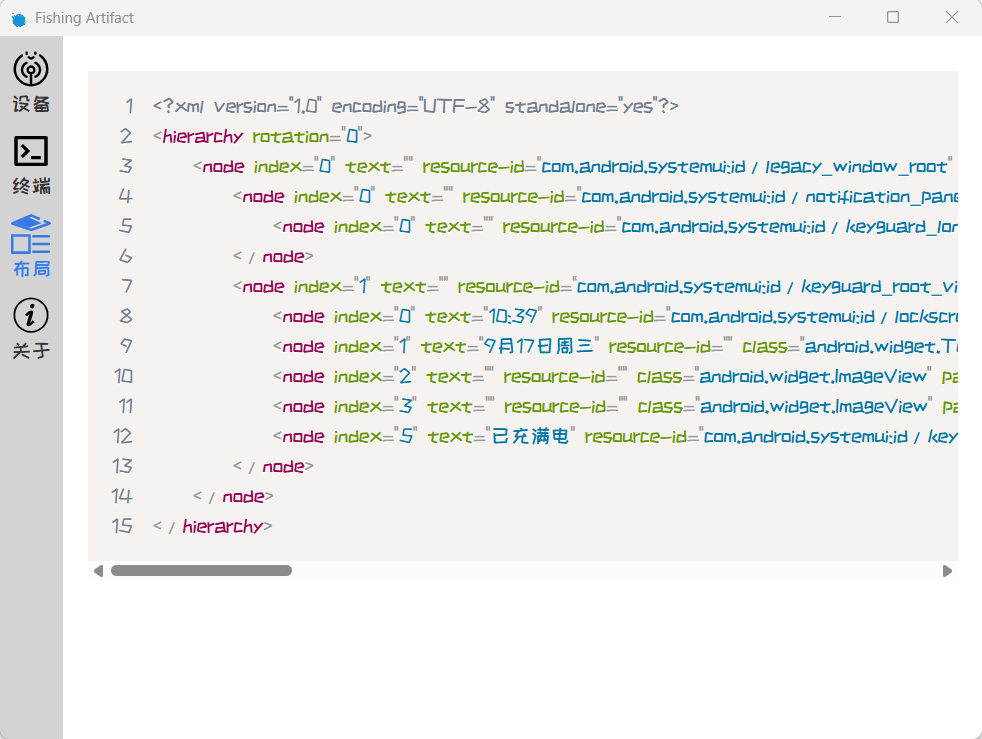 Fishing Artifact
设备
终端
布局
关于
1 <?xml version="1.0" encoding="UTF-8" standalone="yes"?>
2 <hierarchy rotation="0">
3 <node index="0" text="" resource-id="com.android.systemui:id/legacy_window_root"
4 <node index="0" text="" resource-id="com.android.systemui:id/notification_pane
5 <node index="0" text="" resource-id="com.android.systemui:id/keyguard_lon
6 </node>
7 <node index="1" text="" resource-id="com.android.systemui:id/keyguard_root_vi
8 <node index="0" text="10:39" resource-id="com.android.systemui:id/lockscre
9 <node index="1" text="9月17日周三" resource-id="" class="android.widget.T
10 <node index="2" text="" resource-id="" class="android.widget.ImageView" pa
11 <node index="3" text="" resource-id="" class="android.widget.ImageView" pa
12 <node index="5" text="已充满电" resource-id="com.android.systemui:id/key
13 </node>
14 </node>
15 </hierarchy>